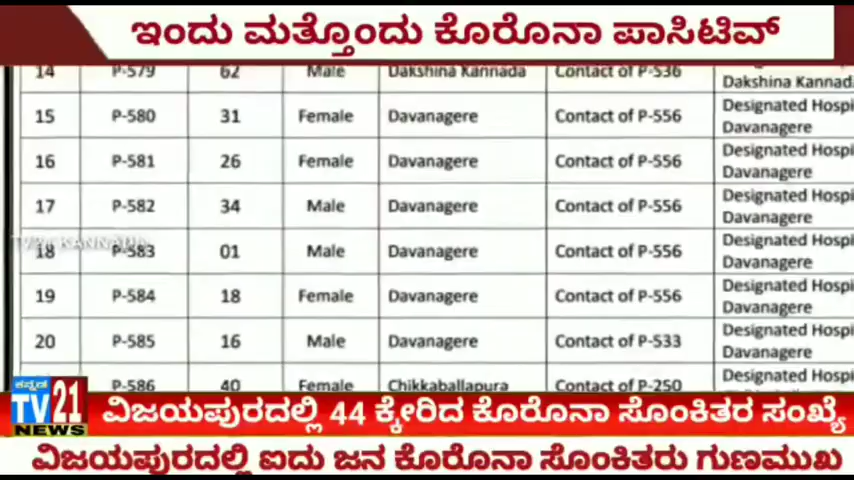 ಇಂದು ಮತ್ತೊಂದು ಕೊರೊನಾ ಪಾಸಿಟಿವ್
14 P-579 62 Male Dakshina Kannada Contact of P-536 Dakshina Kannad
15 P-580 31 Female Davanagere Contact of P-556 Designated Hospi
Davanagere
16 P-581 26 Female Davanagere Contact of P-556 Designated Hospi
Davanagere
17 P-582 34 Male Davanagere Contact of P-556 Designated Hospi
Davanagere
18 P-583 01 Male Davanagere Contact of P-556 Designated Hospi
Davanagere
TV21 KANNADA
19 P-584 18 Female Davanagere Contact of P-556 Designated Hospi
Davanagere
20 P-585 16 Male Davanagere Contact of P-533 Designated Hospi
Davanagere
P-586 40 Female Chikkaballapura Contact of P-250 Designated Hospi
ಕನ್ನಡ
TV21
NEWS
ವಿಜಯಪುರದಲ್ಲಿ 44 ಕ್ಕೇರಿದ ಕೊರೊನಾ ಸೊಂಕಿತರ ಸಂಖ್ಯೆ
ವಿಜಯಪುರದಲ್ಲಿ ಐದು ಜನ ಕೊರೊನಾ ಸೊಂಕಿತರು ಗುಣಮುಖ